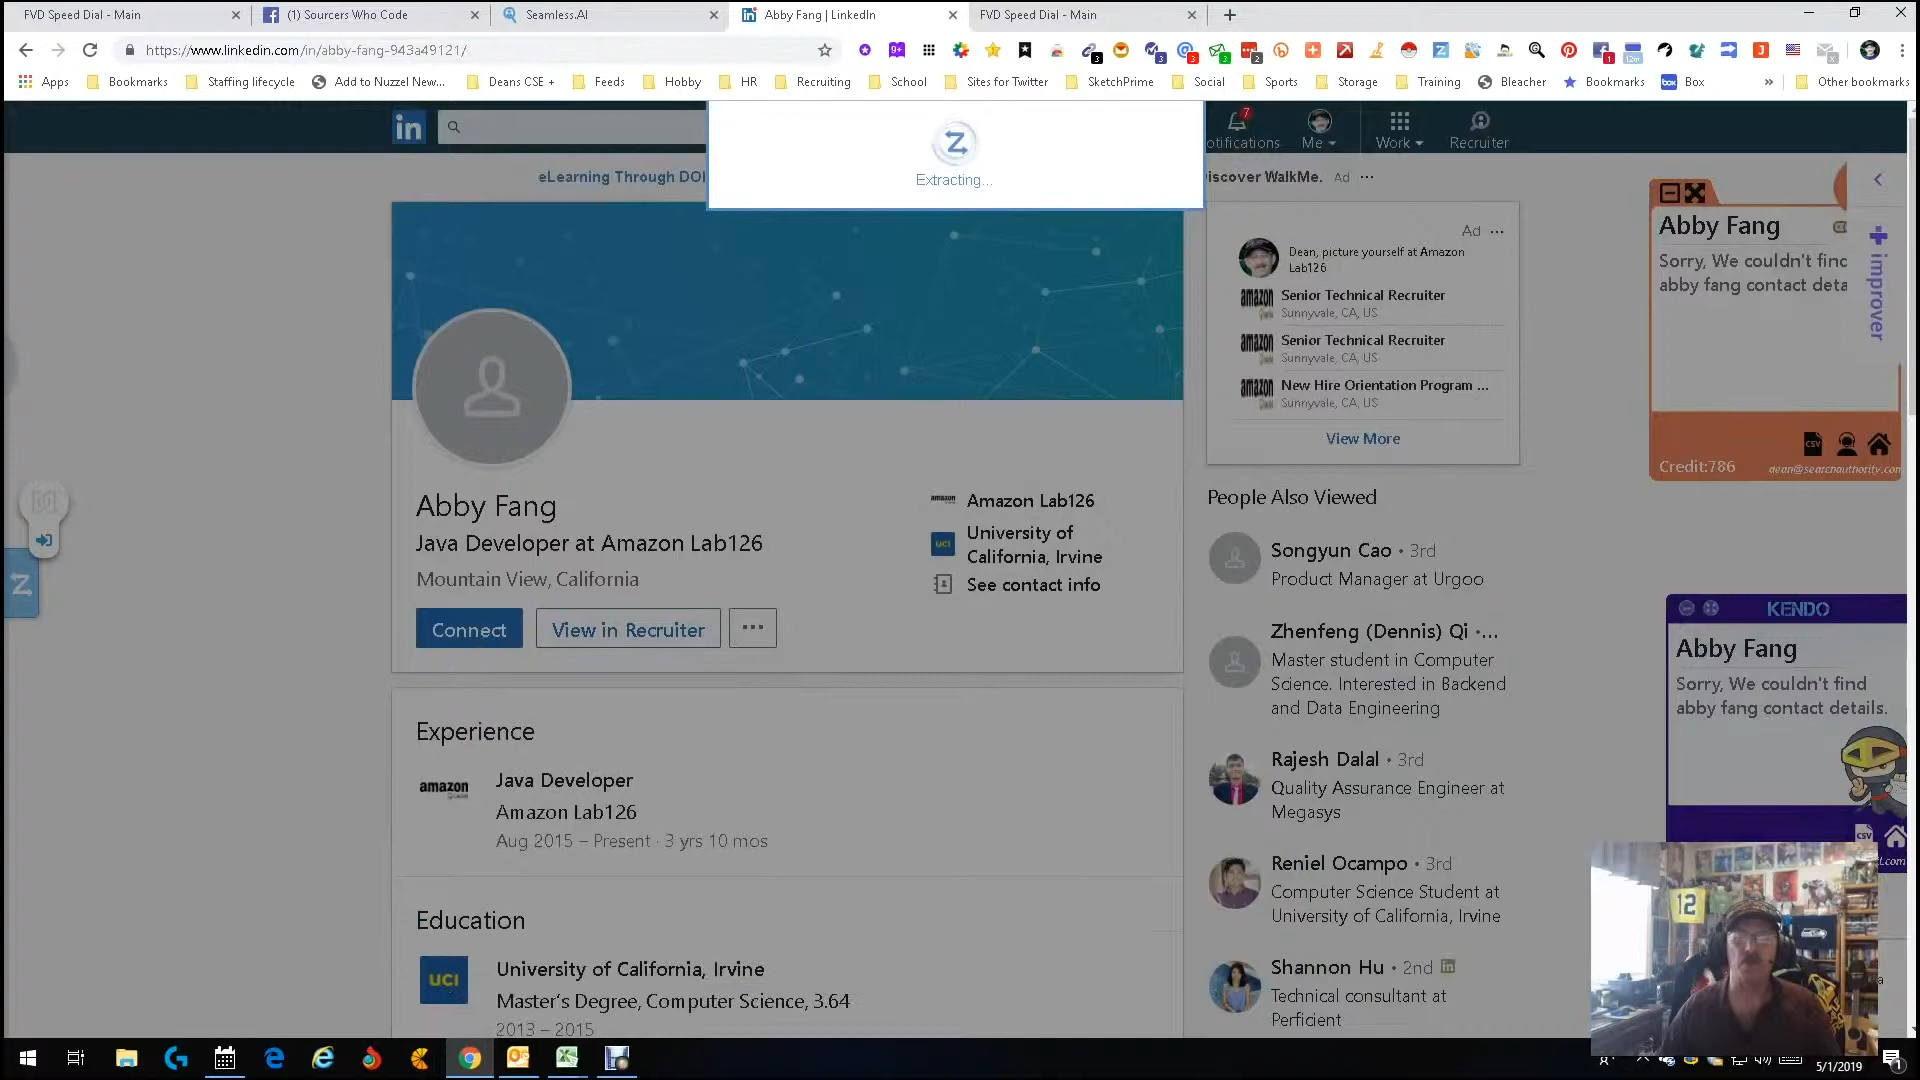 FVD Speed Dial - Main
(1) Sourcers Who Code
Seamless.AI
Abby Fang | LinkedIn
FVD Speed Dial - Main
https://www.linkedin.com/in/abby-fang-943a49121/
Apps
Bookmarks
Staffing lifecycle
Add to Nuzzel New...
Deans CSE +
Feeds
Hobby
HR
Recruiting
School
Sites for Twitter
SketchPrime
Social
Sports
Storage
Training
Bleacher
Bookmarks
Box
Other bookmarks
in
Extracting...
7
otifications
Me
Work
Recruiter
eLearning Through DOI
iscover WalkMe. Ad ...
Ad ...
Dean, picture yourself at Amazon
Lab126
Senior Technical Recruiter
Sunnyvale, CA, US
Senior Technical Recruiter
Sunnyvale, CA, US
New Hire Orientation Program ...
Sunnyvale, CA, US
View More
Abby Fang
Java Developer at Amazon Lab126
Mountain View, California
Connect
View in Recruiter
...
Amazon Lab126
University of
California, Irvine
See contact info
Experience
amazon
Java Developer
Amazon Lab126
Aug 2015 – Present · 3 yrs 10 mos
Education
UCI
University of California, Irvine
Master's Degree, Computer Science, 3.64
2013 – 2015
People Also Viewed
Songyun Cao • 3rd
Product Manager at Urgoo
Zhenfeng (Dennis) Qi •...
Master student in Computer
Science. Interested in Backend
and Data Engineering
Rajesh Dalal • 3rd
Quality Assurance Engineer at
Megasys
Reniel Ocampo • 3rd
Computer Science Student at
University of California, Irvine
Shannon Hu • 2nd
Technical consultant at
Perficient
Abby Fang
Sorry, We couldn't find
abby fang contact deta
Credit:786
dean@searchauthority.com
improver
KENDO
Abby Fang
Sorry, We couldn't find
abby fang contact details.
CSV
12
5/1/2019